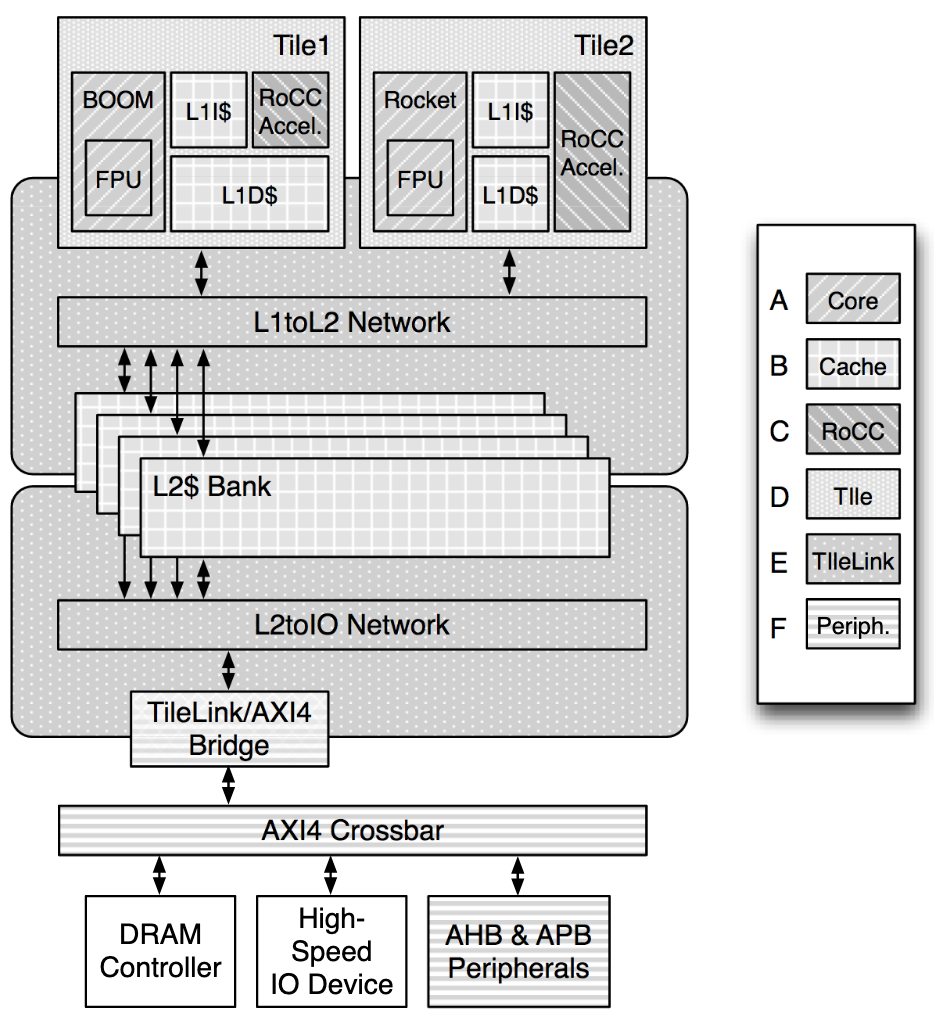 Tile1
BOOM
FPU
L1I$
RoCC
Accel.
L1D$
Tile2
Rocket
FPU
L1I$
L1D$
RoCC
Accel.
L1toL2 Network
L2$ Bank
L2toIO Network
TileLink/AXI4
Bridge
AXI4 Crossbar
DRAM
Controller
High-
Speed
IO Device
AHB & APB
Peripherals
A Core
B Cache
C RoCC
D TIle
E TIleLink
F Periph.